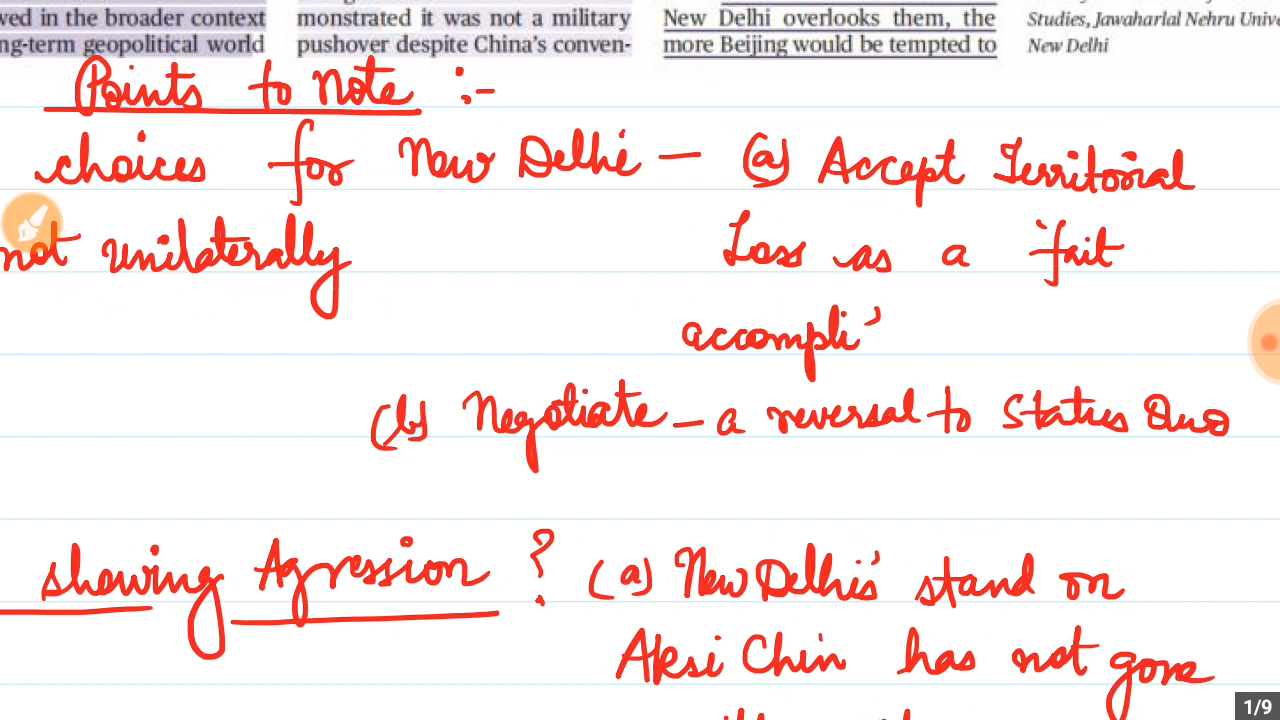 ved in the broader context
ng-term geopolitical world
monstrated it was not a military
pushover despite China's conven-
New Delhi overlooks them, the
more Beijing would be tempted to
Studies, Jawaharlal Nehru Unive
New Delhi
Points to Note :-
choices for New Delhi — (a) Accept Territorial
not unilaterally Loss as a 'fait
accompli'
(b) Negotiate – a reversal to Status Quo
showing Agression ? (a) New Delhi's stand on
Aksi Chin has not gone
1/9